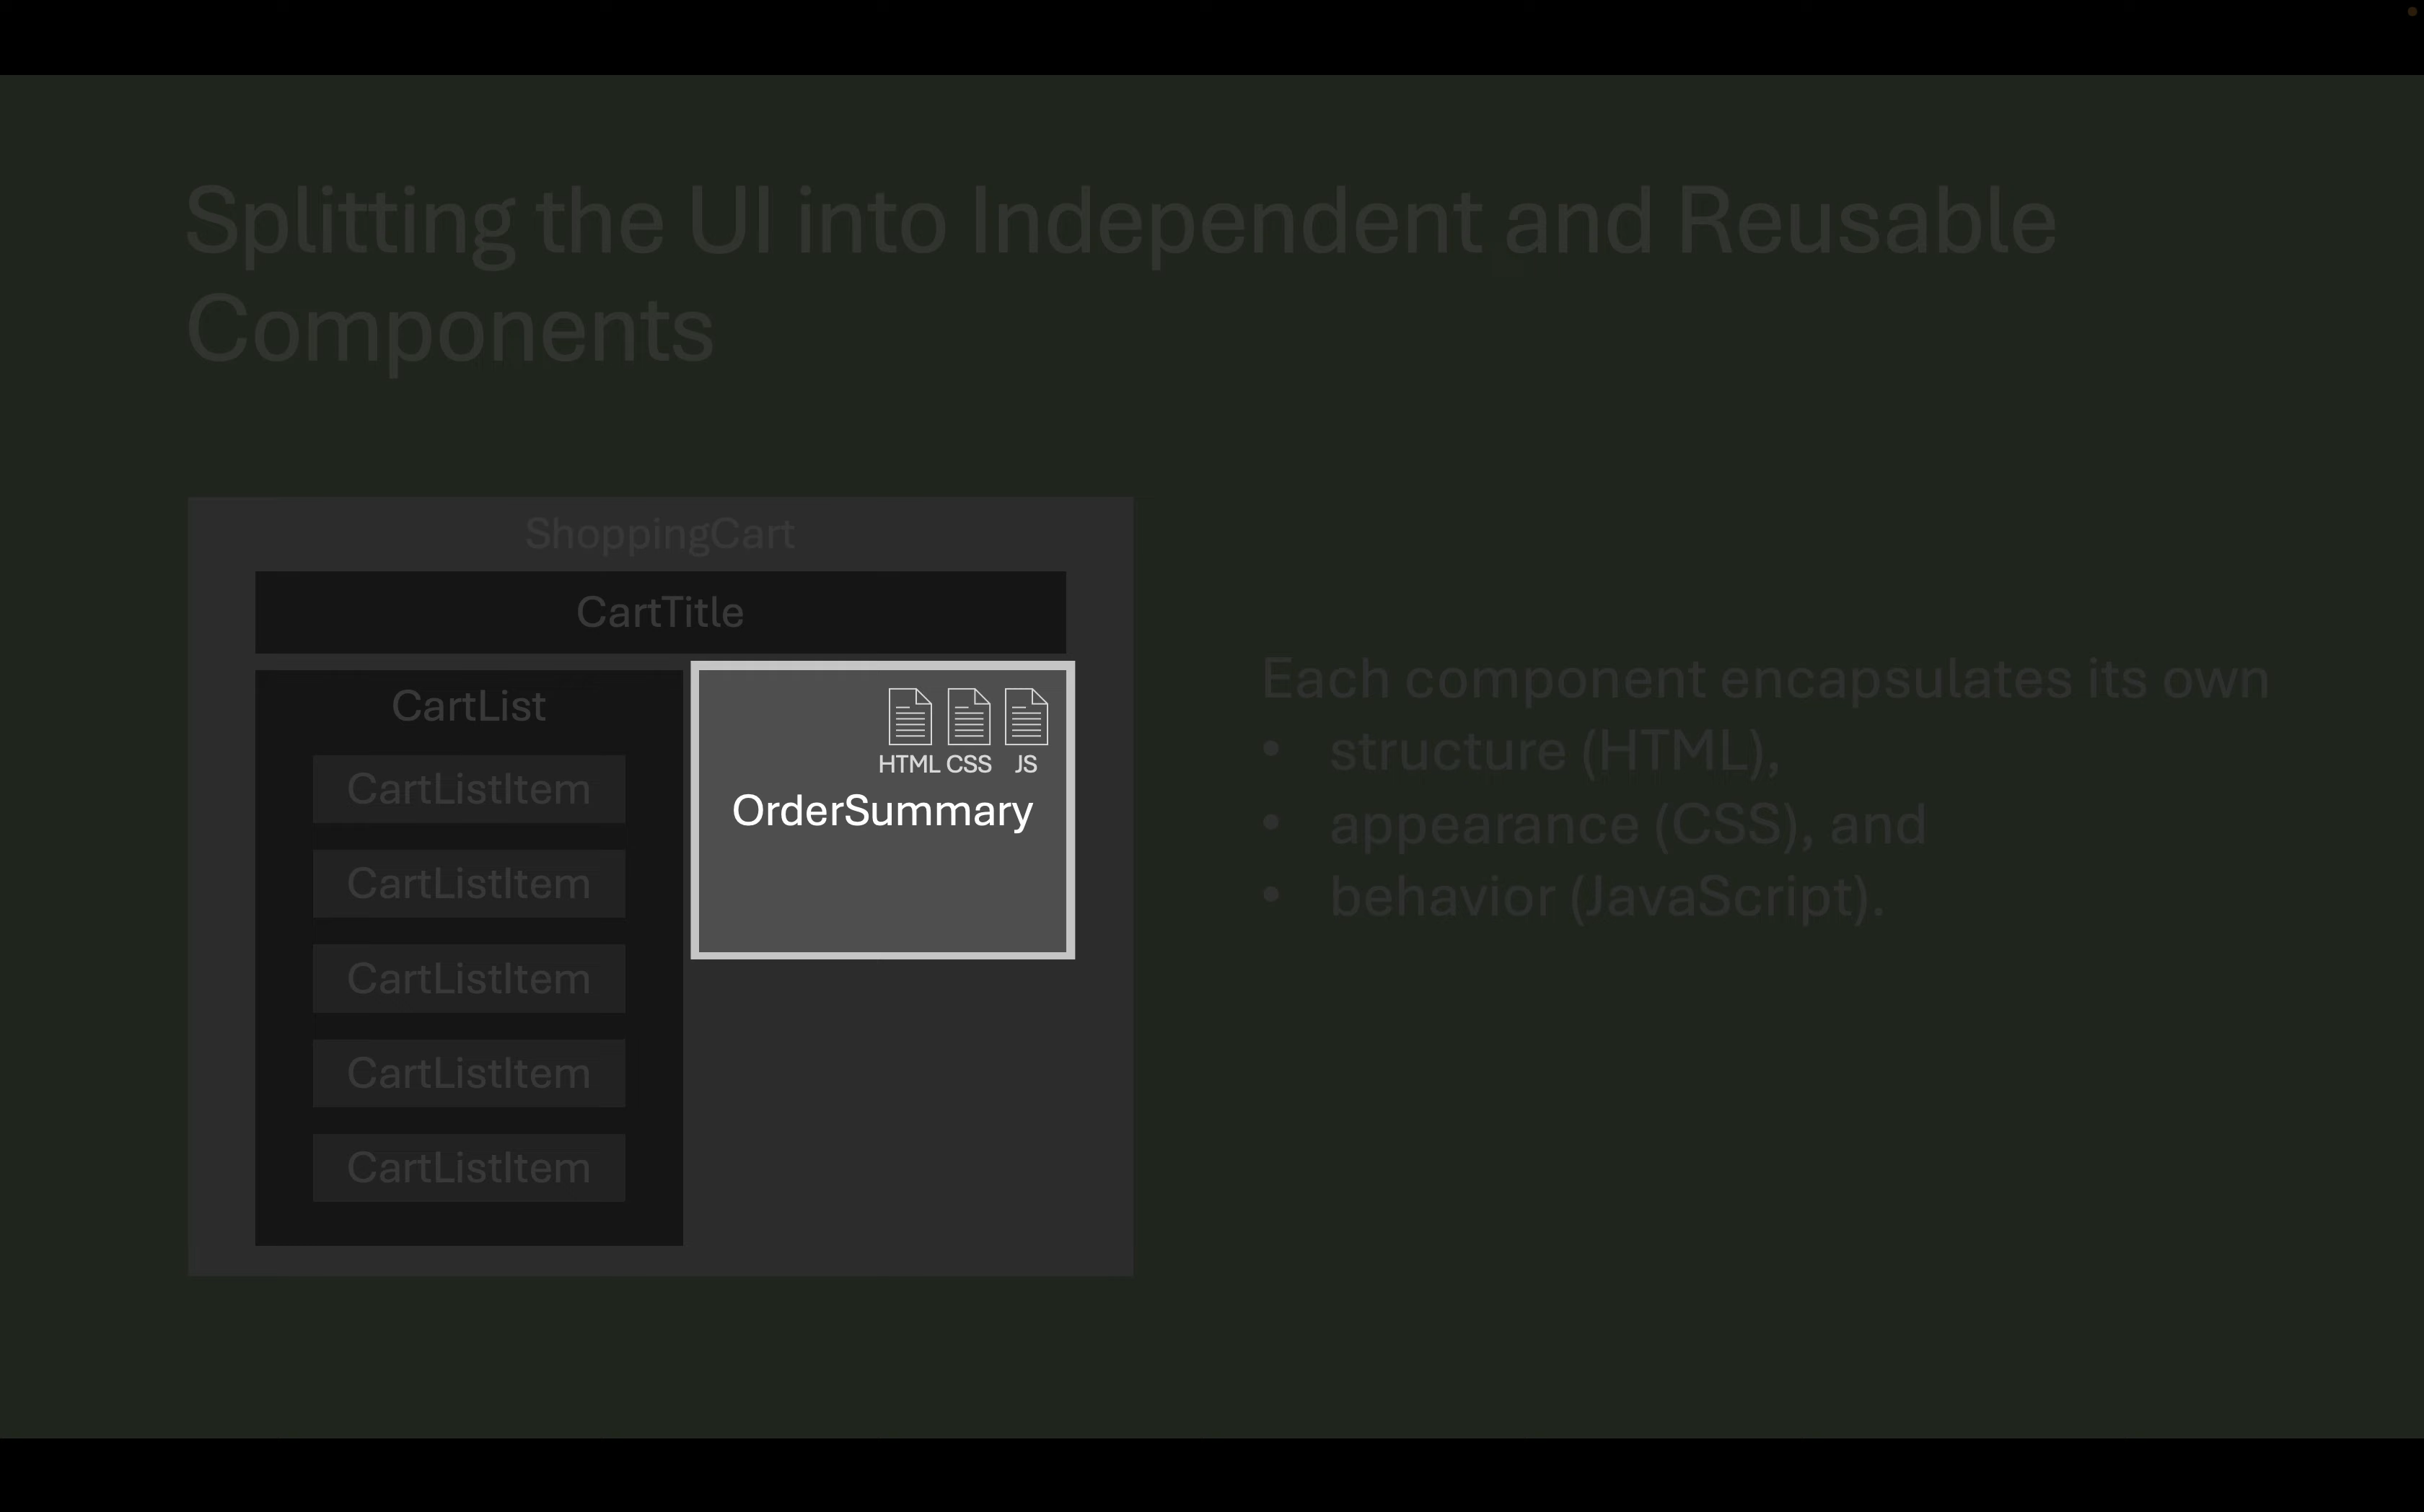 Splitting the UI into Independent and Reusable
Components
ShoppingCart
CartTitle
CartList
CartListItem
CartListItem
CartListItem
CartListItem
CartListItem
HTML CSS JS
OrderSummary
Each component encapsulates its own
• structure (HTML),
• appearance (CSS), and
• behavior (JavaScript).